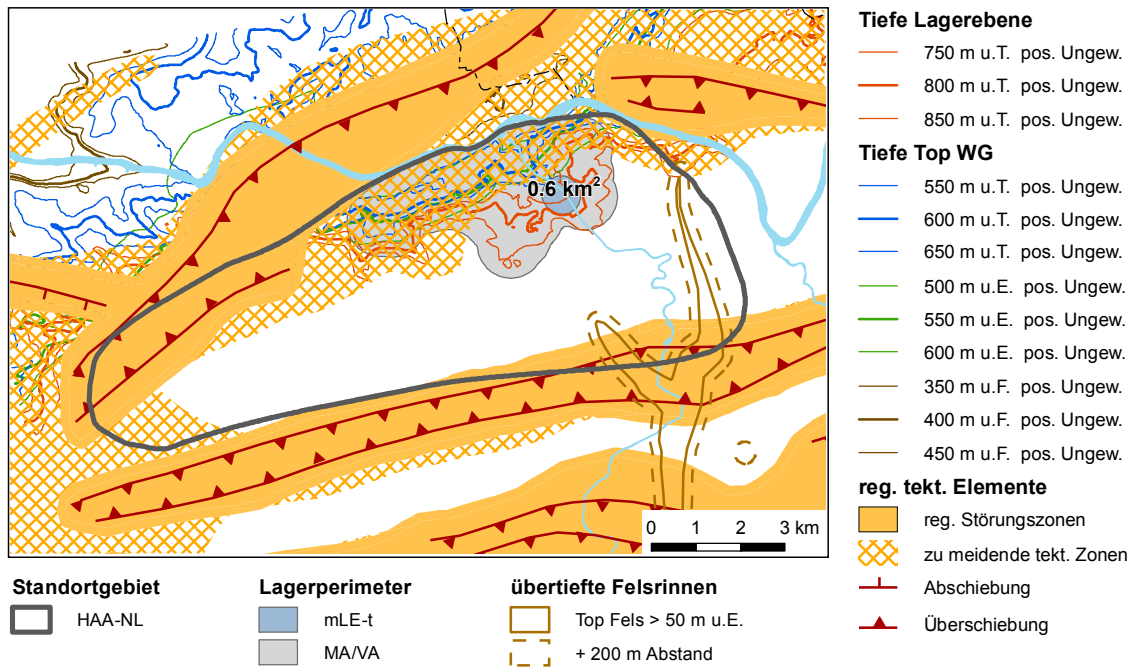 0.6 km²
0 1 2 3 km
Tiefe Lagerebene
750 m u.T. pos. Ungew.
800 m u.T. pos. Ungew.
850 m u.T. pos. Ungew.
Tiefe Top WG
550 m u.T. pos. Ungew.
600 m u.T. pos. Ungew.
650 m u.T. pos. Ungew.
500 m u.E. pos. Ungew.
550 m u.E. pos. Ungew.
600 m u.E. pos. Ungew.
350 m u.F. pos. Ungew.
400 m u.F. pos. Ungew.
450 m u.F. pos. Ungew.
reg. tekt. Elemente
reg. Störungszonen
zu meidende tekt. Zonen
Abschiebung
Überschiebung
Standortgebiet
HAA-NL
Lagerperimeter
mLE-t
MA/VA
übertiefte Felsrinnen
Top Fels > 50 m u.E.
+ 200 m Abstand